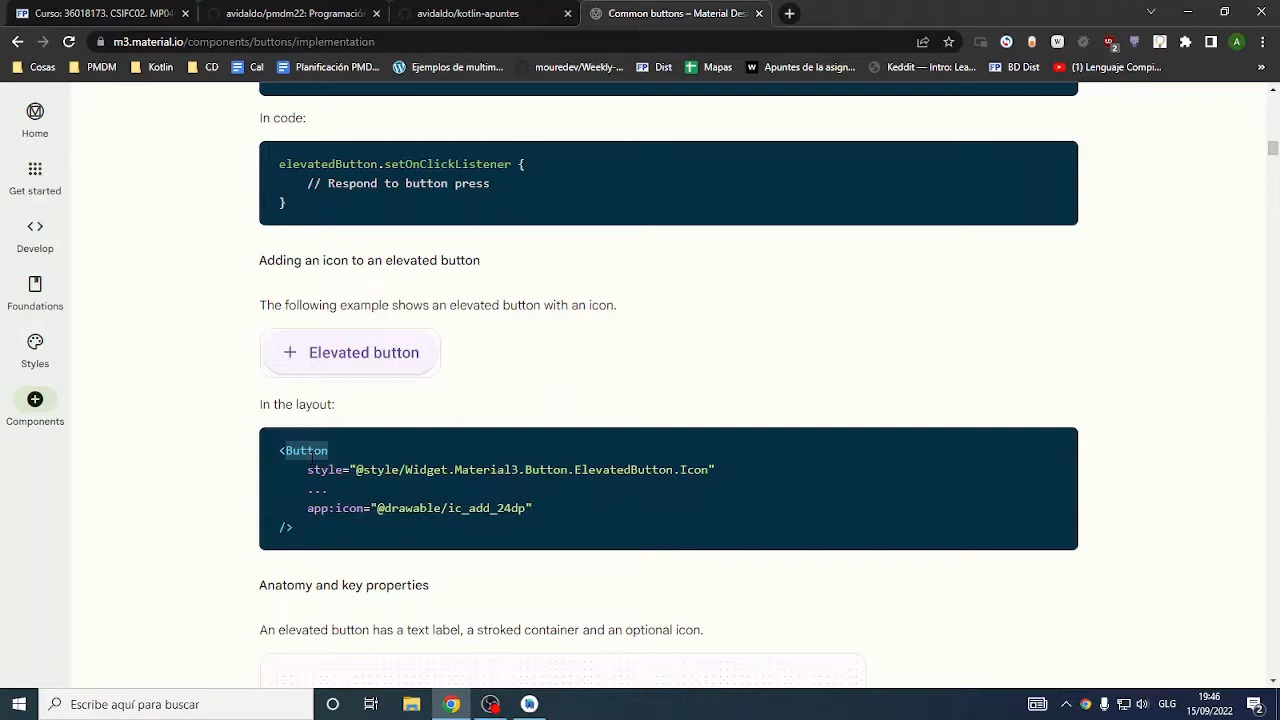 36018173. CSIFC02. MP04
avidaldo/pmdm22: Programación
avidaldo/kotlin-apuntes
Common buttons – Material Des
m3.material.io/components/buttons/implementation
Cosas
PMDM
Kotlin
CD
Cal
Planificación PMD...
Ejemplos de multim...
mouredev/Weekly-...
Dist
Mapas
Apuntes de la asign...
Keddit — Intro: Lea...
BD Dist
(1) Lenguaje Compi...
»
Home
Get started
Develop
Foundations
Styles
Components
In code:
elevatedButton.setOnClickListener {
// Respond to button press
}
Adding an icon to an elevated button
The following example shows an elevated button with an icon.
+ Elevated button
In the layout:
<Button
style="@style/Widget.Material3.Button.ElevatedButton.Icon"
...
app:icon="@drawable/ic_add_24dp"
/>
Anatomy and key properties
An elevated button has a text label, a stroked container and an optional icon.
Escribe aquí para buscar
GLG
19:46
15/09/2022
2